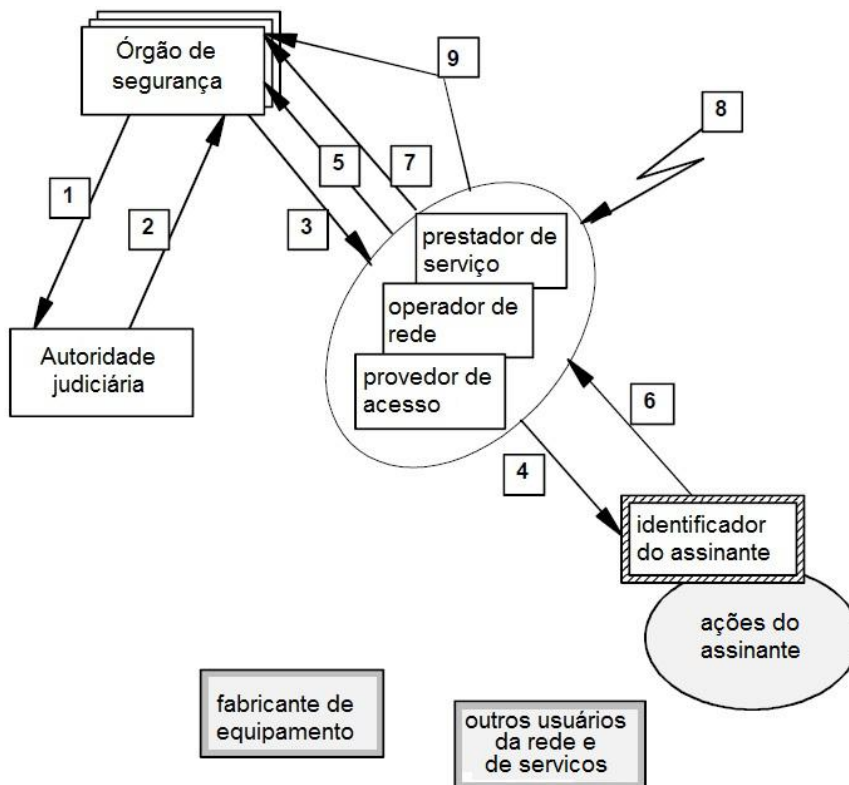 Órgão de
segurança
9
8
7
5
3
1
2
prestador de
serviço
operador de
rede
provedor de
acesso
Autoridade
judiciária
6
4
identificador
do assinante
ações do
assinante
fabricante de
equipamento
outros usuários
da rede e
de servicos